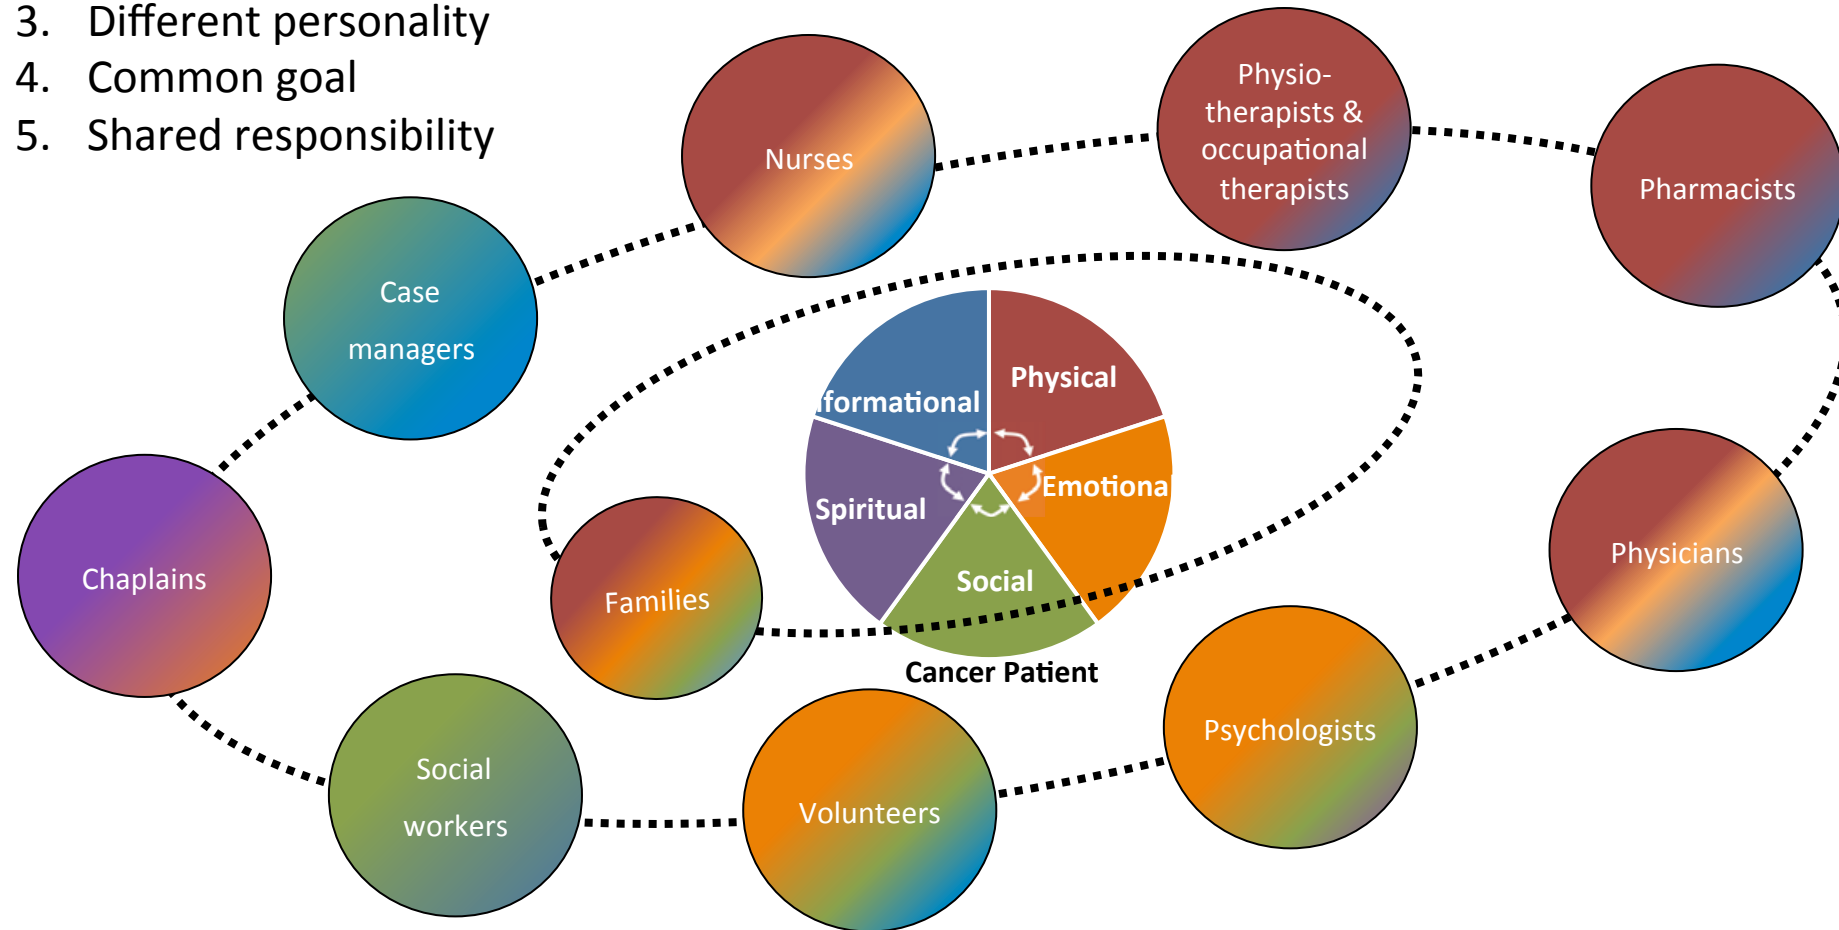 3. Different personality
4. Common goal
5. Shared responsibility
Nurses
Physio-
therapists &
occupational
therapists
Pharmacists
Case
managers
Physical
formational
Emotional
Spiritual
Social
Cancer Patient
Chaplains
Families
Physicians
Social
workers
Volunteers
Psychologists